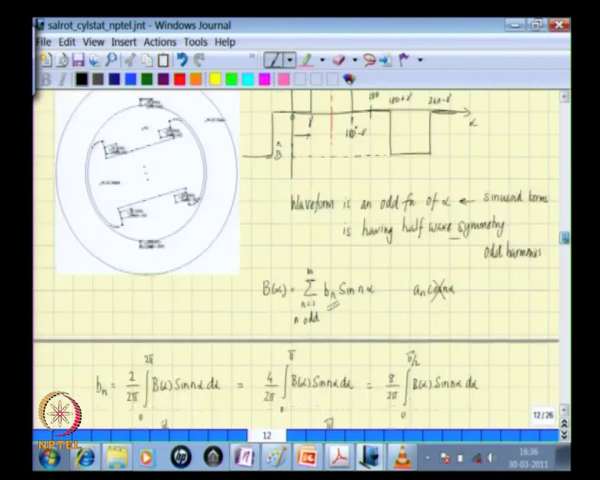 salrot_cylstat_nptel.jnt - Windows Journal
File Edit View Insert Actions Tools Help
γ 180 180+γ 360-γ
180-γ α
B
Waveform is an odd fn of α ← sinusoid terms
is having half wave symmetry
odd harmonics
B(α) = ∞ Σ n=1 n odd bn Sin nα an cos nα
bn = 2/2π ∫ 0 2π B(α) Sin nα dα = 4/2π ∫ 0 π B(α) Sin nα dα = 8/2π ∫ 0 π/2 B(α) Sin nα dα
12/26
12
NPTEL
16:36
30-03-2011